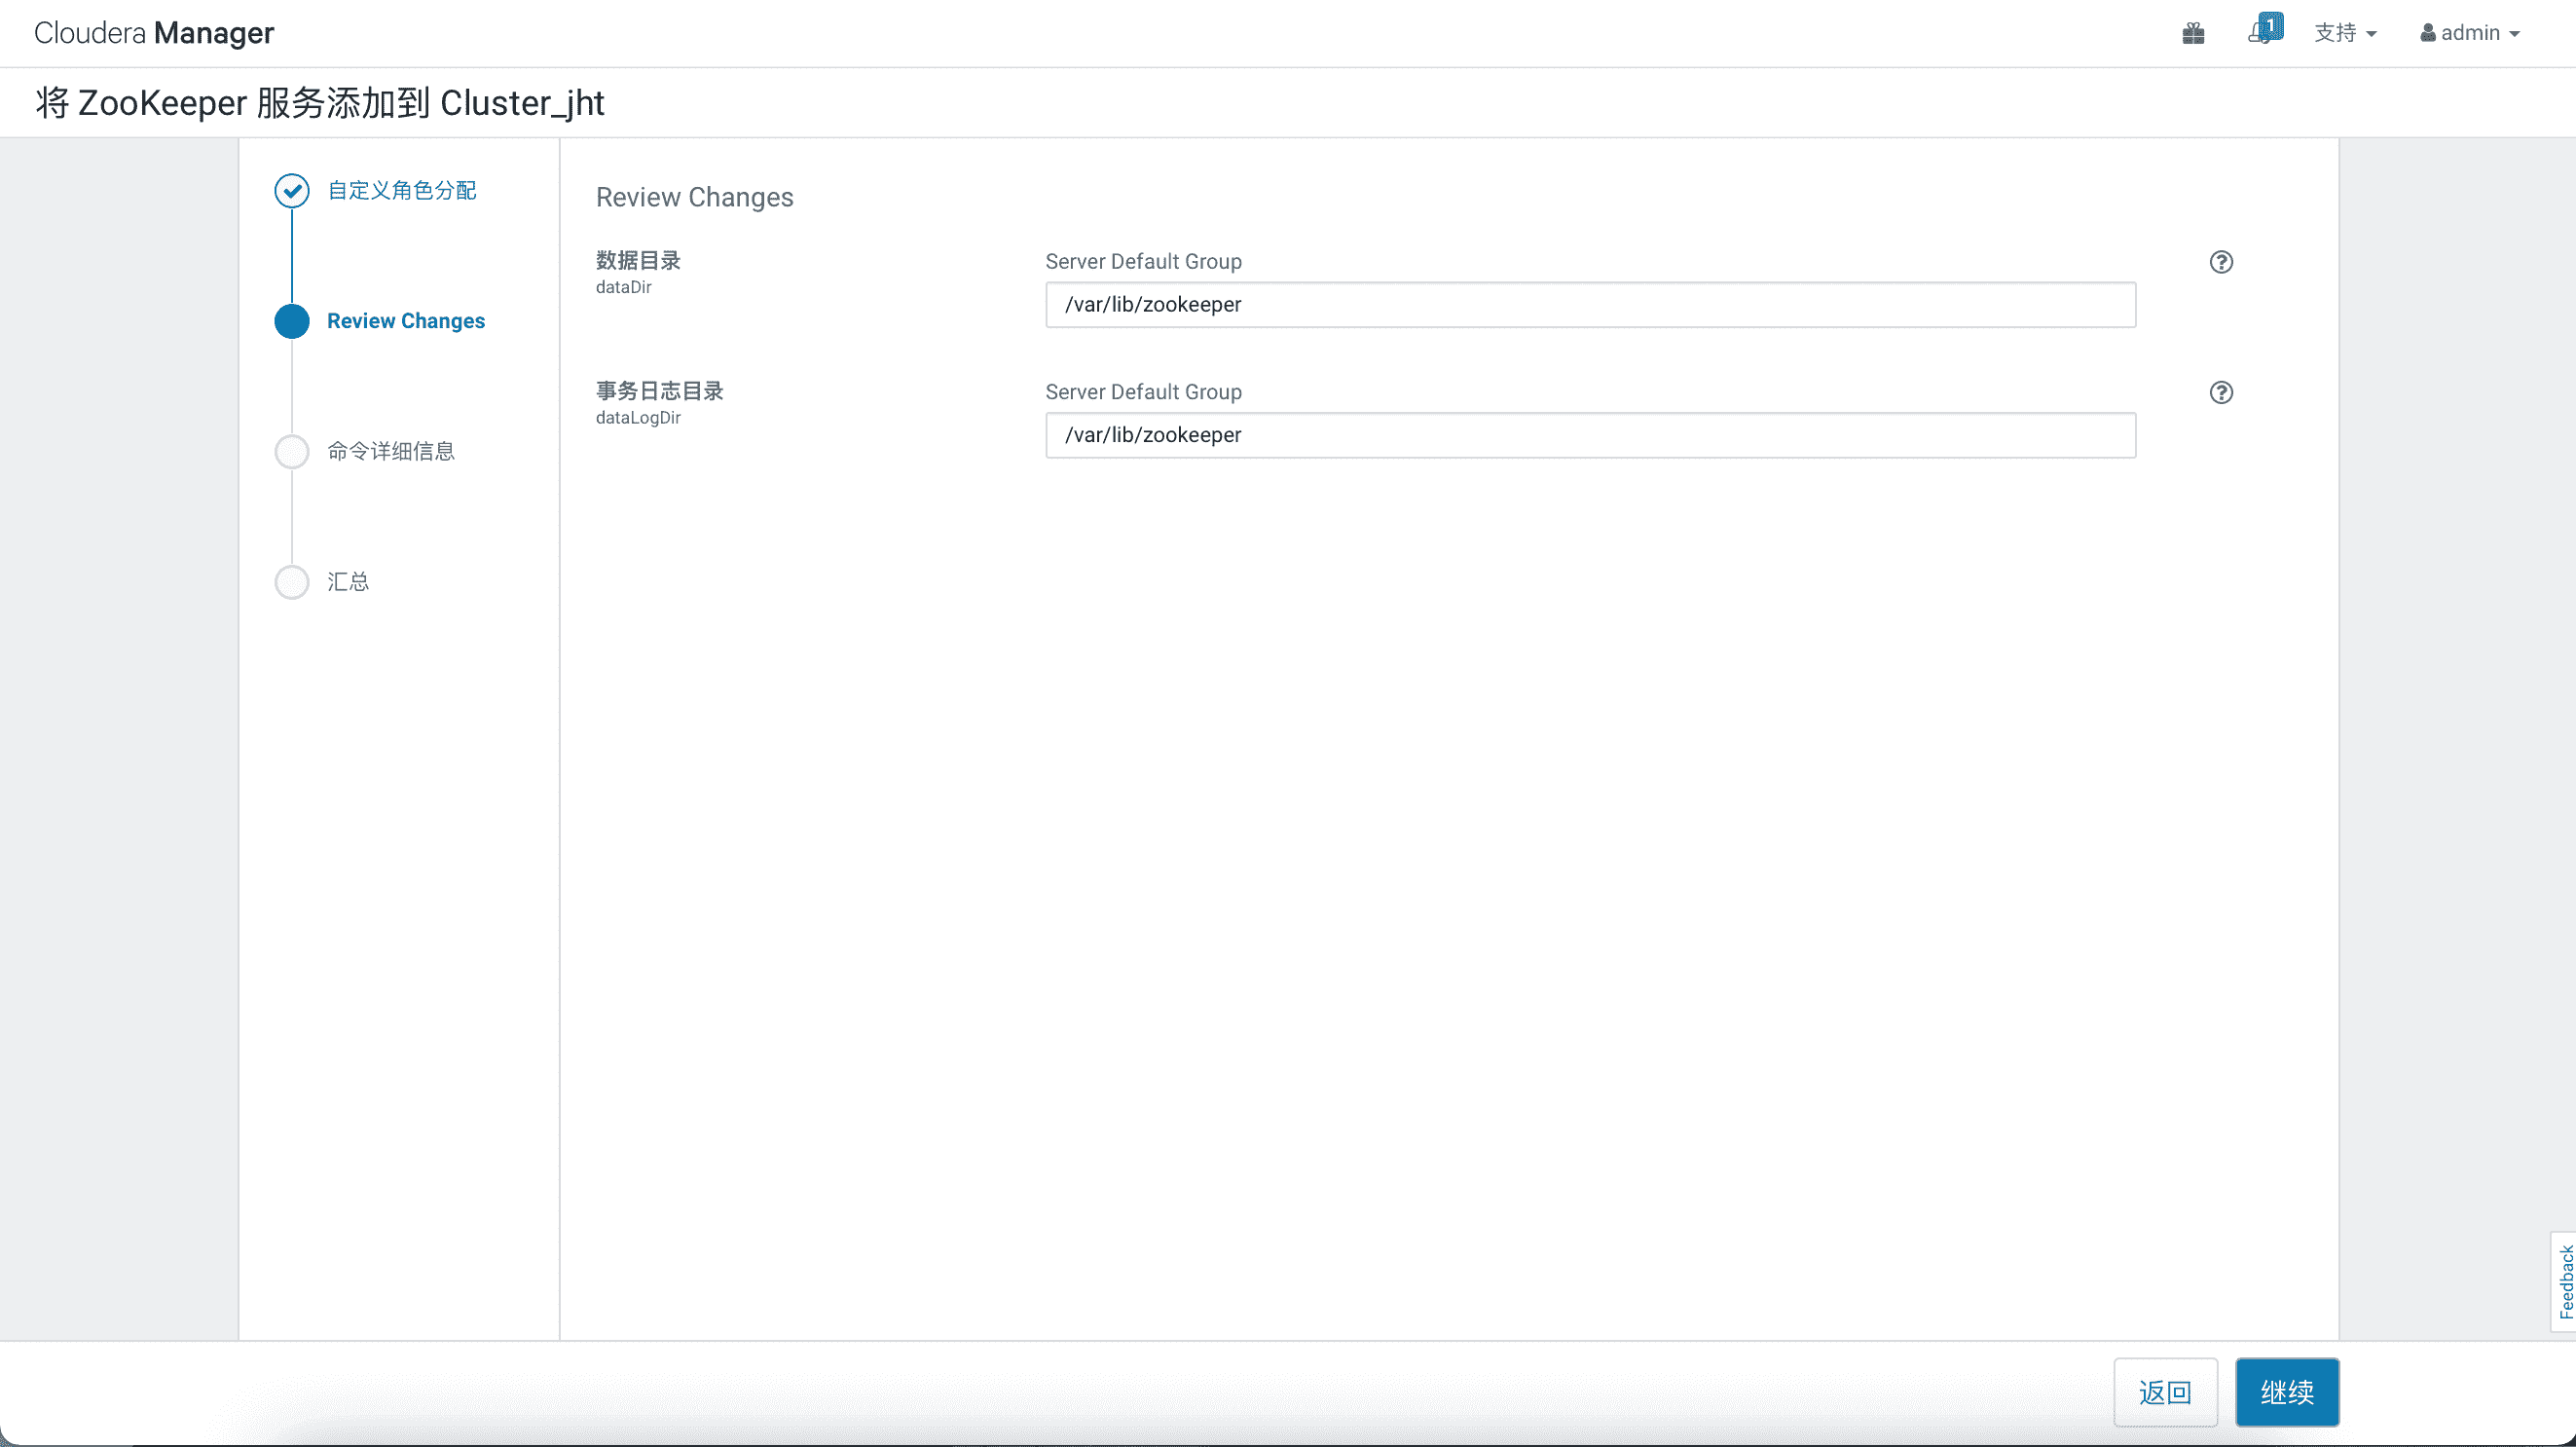 Cloudera Manager
1
支持
admin
将 ZooKeeper 服务添加到 Cluster_jht
自定义角色分配
Review Changes
命令详细信息
汇总
Review Changes
数据目录
dataDir
Server Default Group
/var/lib/zookeeper
事务日志目录
dataLogDir
Server Default Group
/var/lib/zookeeper
Feedback
返回
继续